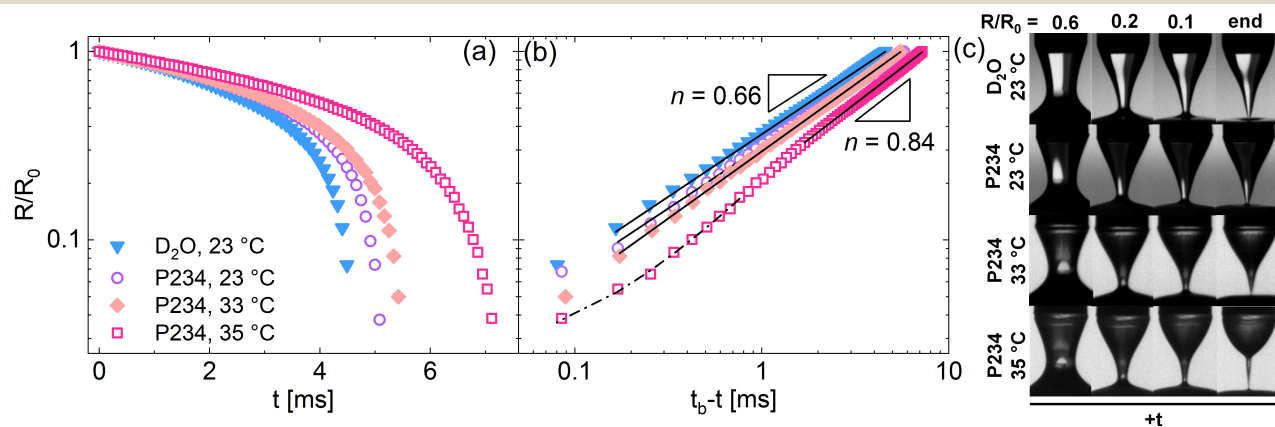 (a)
1
0.1
R/R0
D2O, 23 °C
P234, 23 °C
P234, 33 °C
P234, 35 °C
0
2
4
6
t [ms]
(b)
n = 0.66
n = 0.84
0.1
1
10
tb-t [ms]
(c)
R/R0 = 0.6 0.2 0.1 end
D2O
23 °C
P234
23 °C
P234
33 °C
P234
35 °C
+t